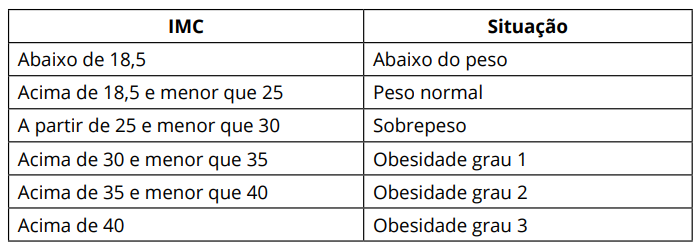 IMC Situação
Abaixo de 18,5 Abaixo do peso
Acima de 18,5 e menor que 25 Peso normal
A partir de 25 e menor que 30 Sobrepeso
Acima de 30 e menor que 35 Obesidade grau 1
Acima de 35 e menor que 40 Obesidade grau 2
Acima de 40 Obesidade grau 3